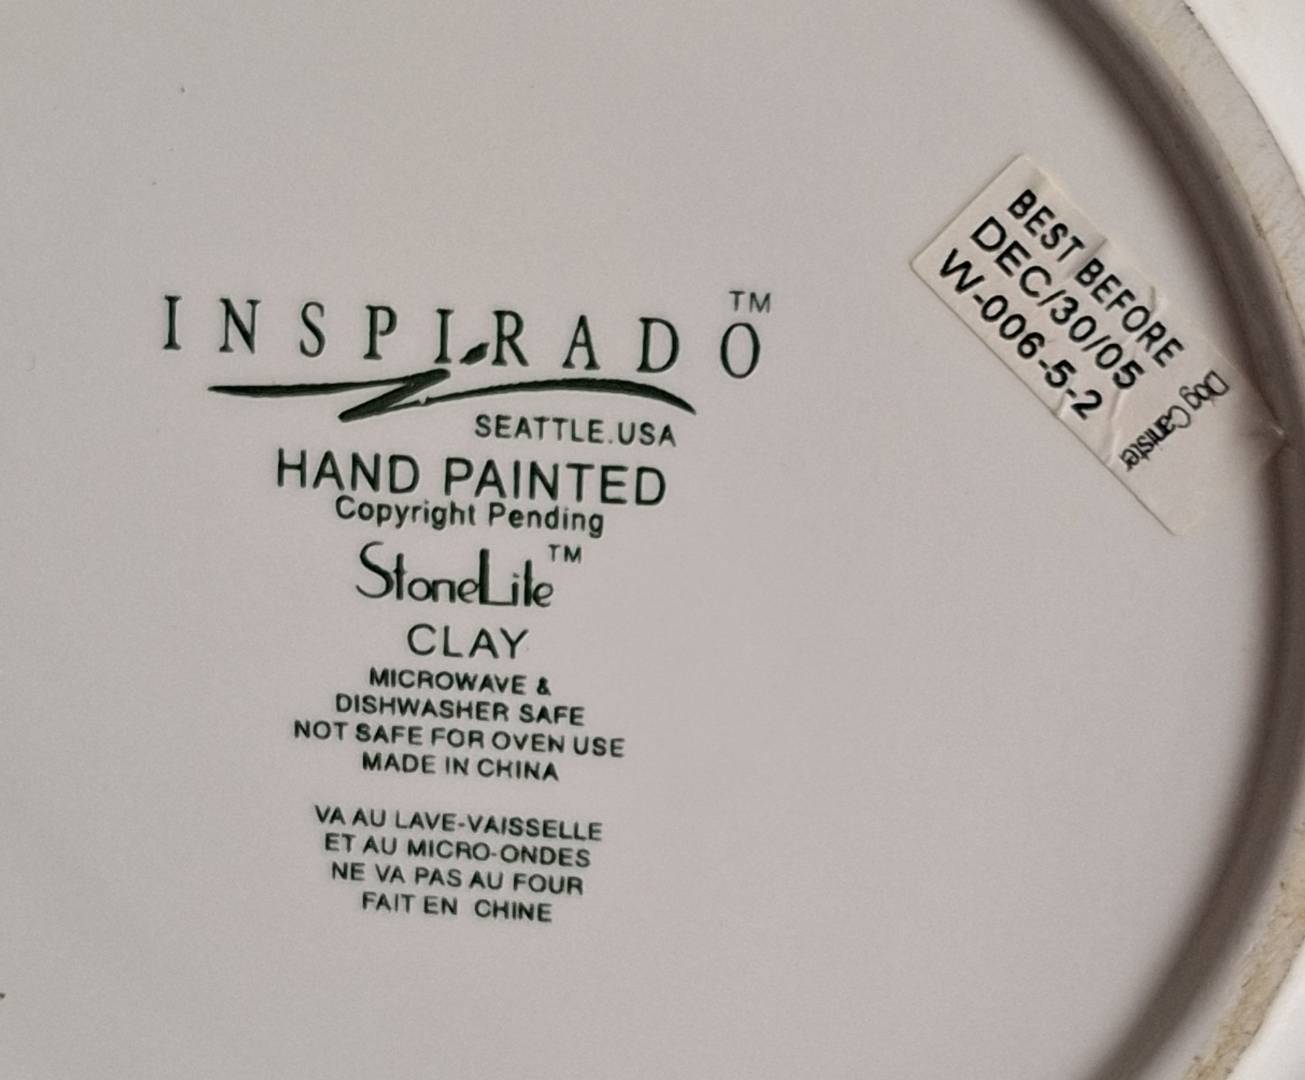 INSPIRADO™
SEATTLE.USA
HAND PAINTED
Copyright Pending
StoneLite™
CLAY
MICROWAVE &
DISHWASHER SAFE
NOT SAFE FOR OVEN USE
MADE IN CHINA
VA AU LAVE-VAISSELLE
ET AU MICRO-ONDES
NE VA PAS AU FOUR
FAIT EN CHINE
BEST BEFORE
DEC/30/05
W-006-5-2
Dog Canister